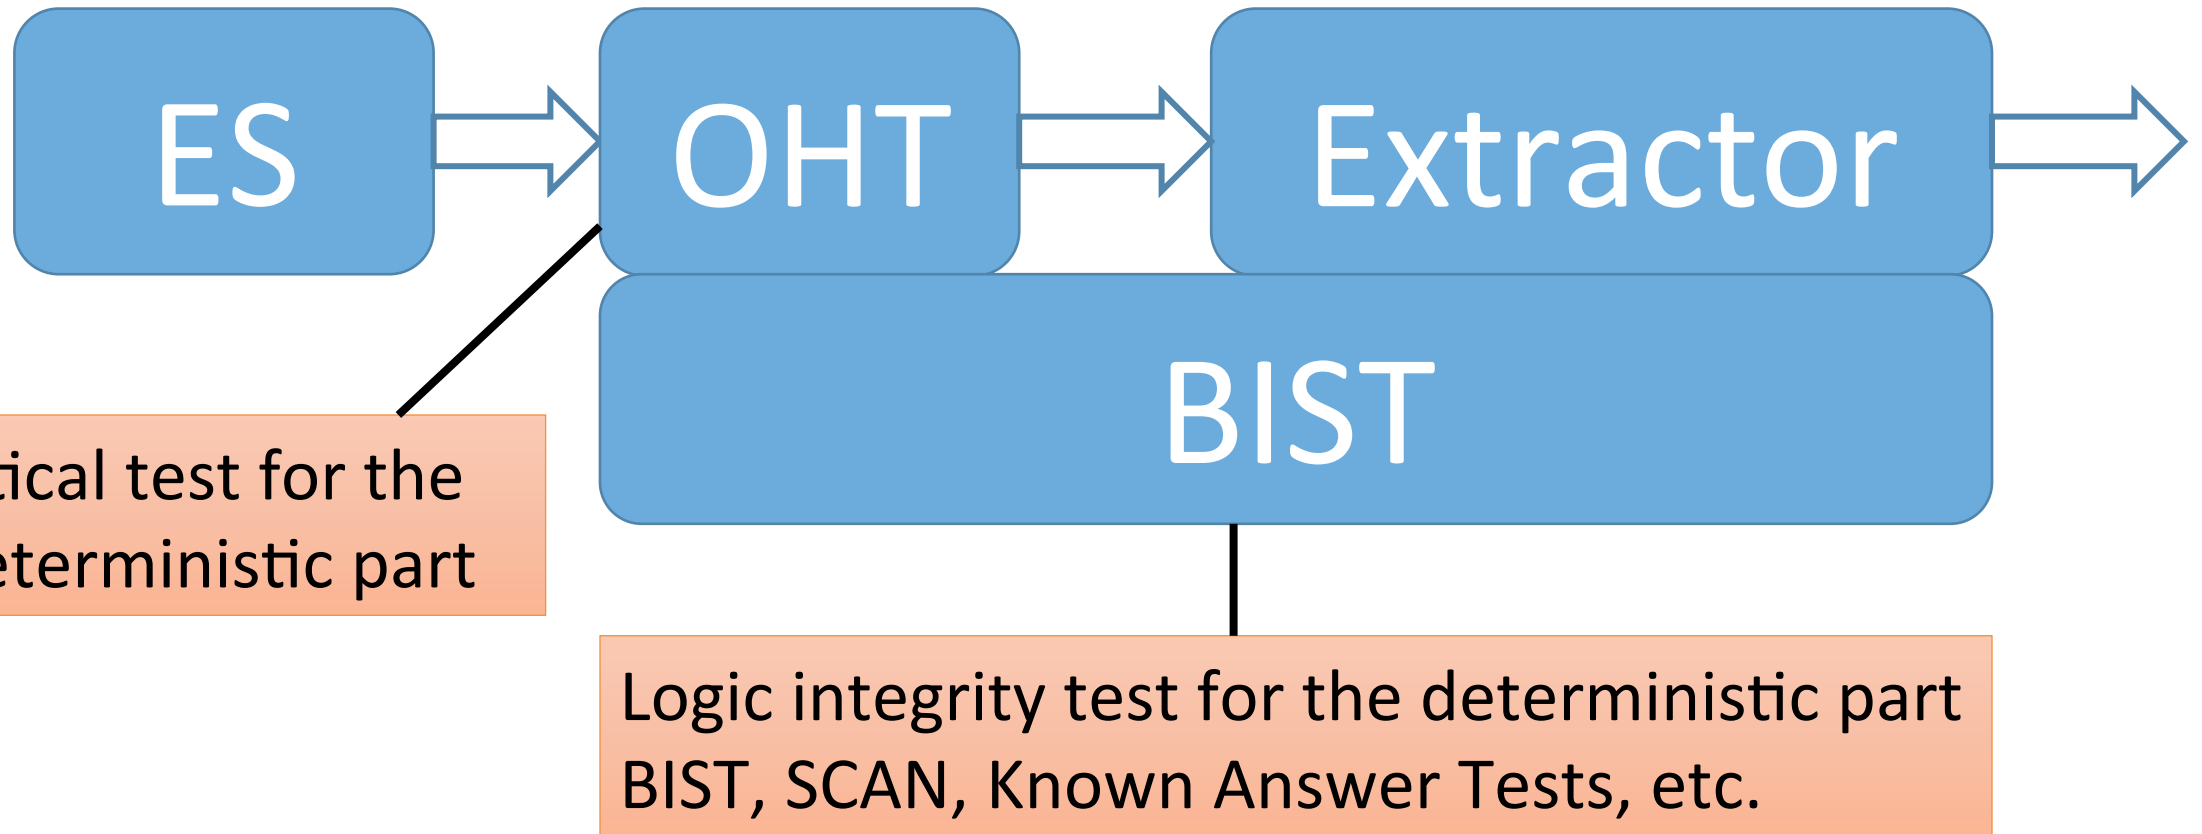 ES
OHT
Extractor
BIST
tical test for the
eterministic part
Logic integrity test for the deterministic part
BIST, SCAN, Known Answer Tests, etc.